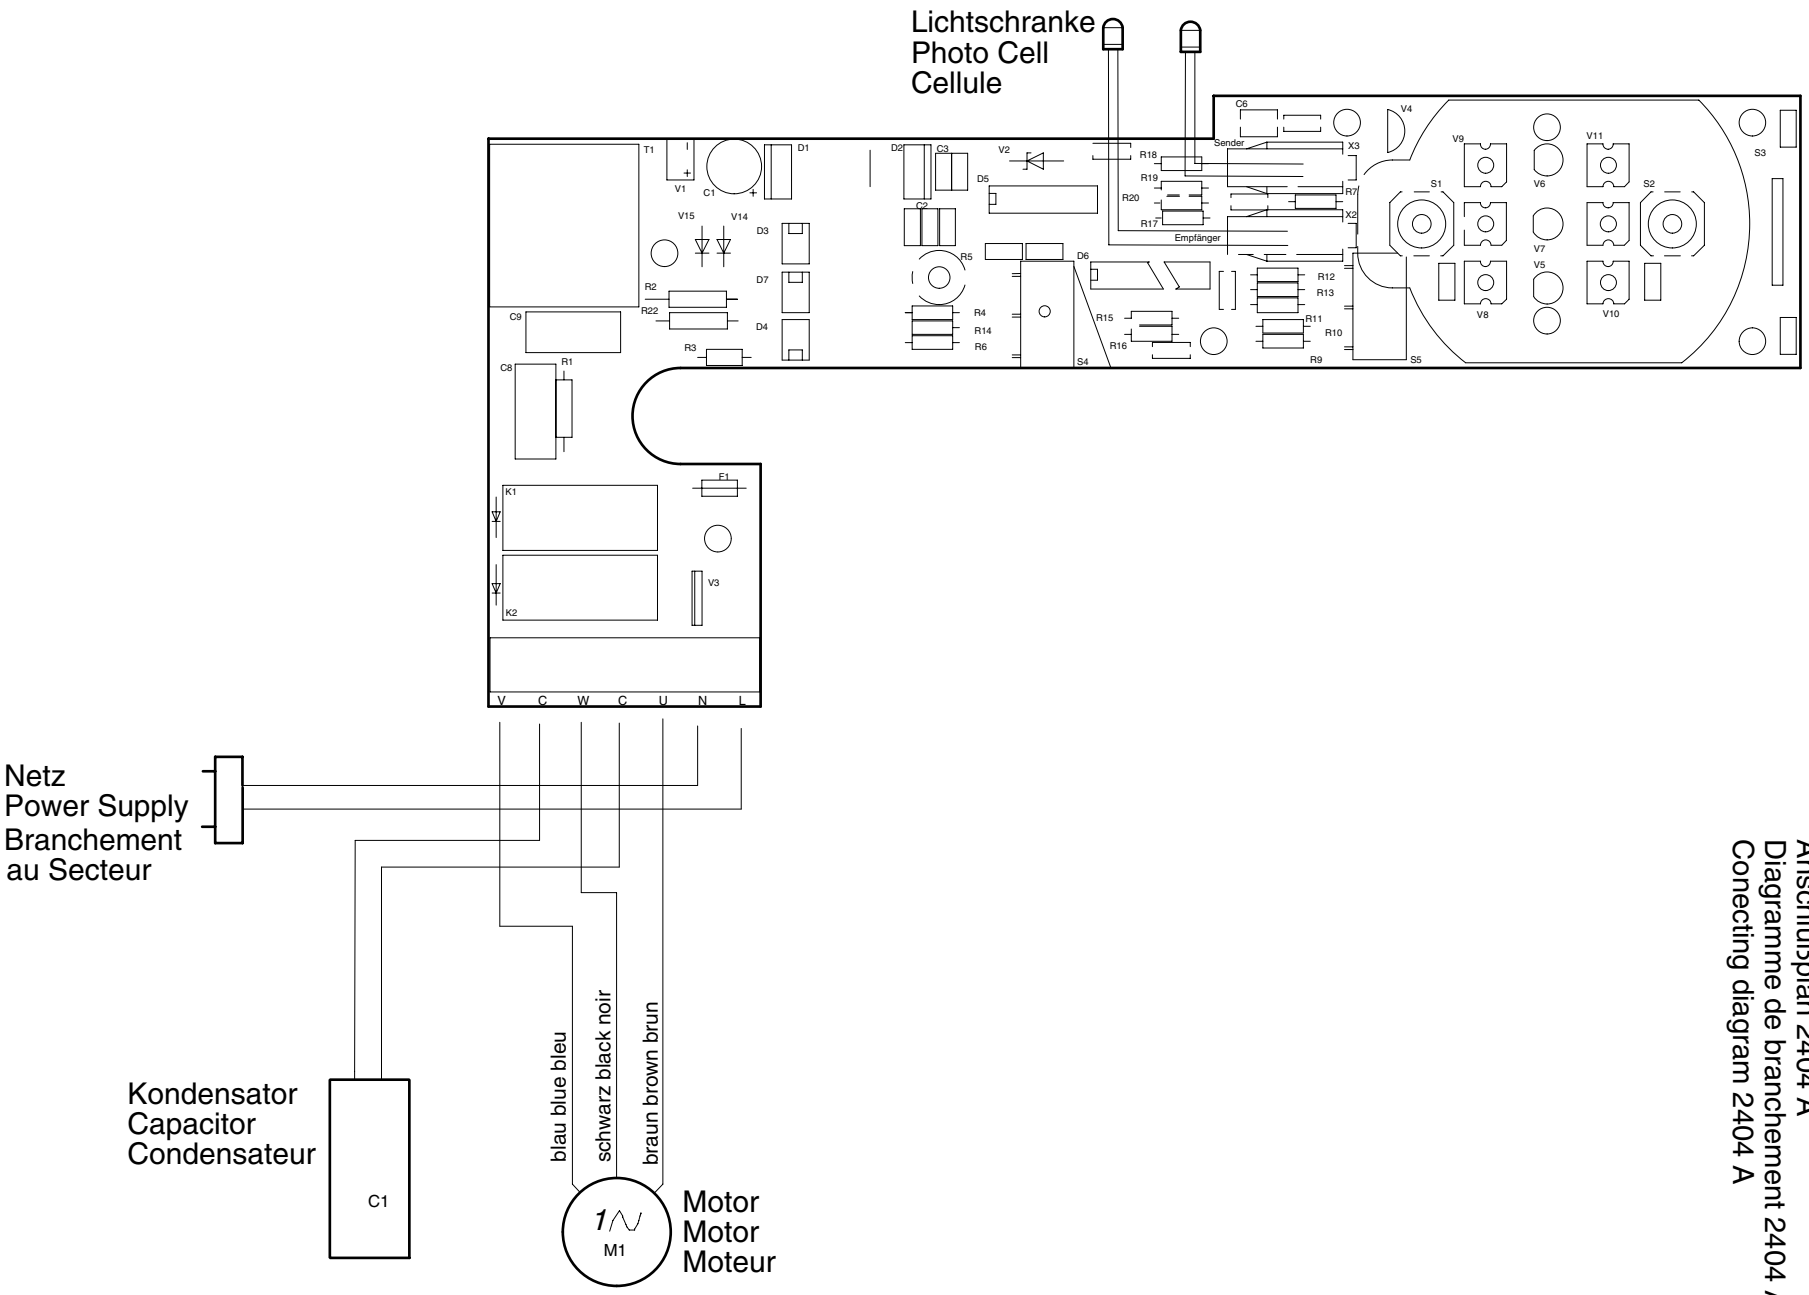 Lichtschranke
Photo Cell
Cellule
C6
V4
Sender
X3
V9
V11
S3
T1
V1
C1
+
D1
D2
C3
V2
D5
R18
R19
R20
R17
R7
X2
Empfänger
S1
V6
S2
V7
V5
V8
V10
V15
V14
D3
C2
R5
D6
D7
R2
R22
R12
R13
C9
D4
R4
R14
R6
R15
R16
R11
R10
R9
R3
S4
S5
C8
R1
F1
K1
K2
V3
V C W C U N L
Netz
Power Supply
Branchement
au Secteur
Kondensator
Capacitor
Condensateur
C1
blau blue bleu
schwarz black noir
braun brown brun
1
M1
Motor
Motor
Moteur
Anschlußplan 2404 A
Diagramme de branchement 2404 A
Conecting diagram 2404 A